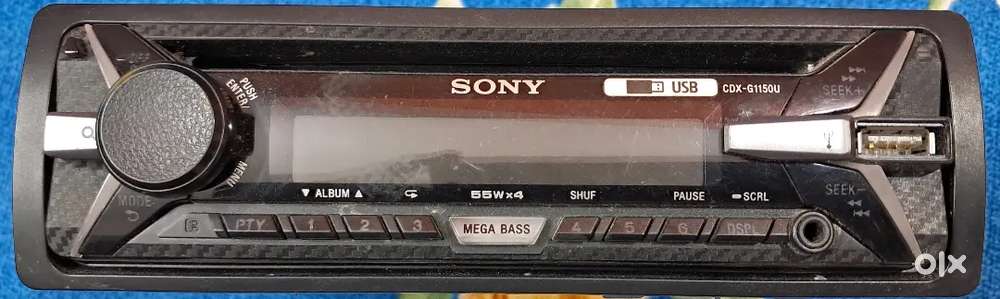 SONY
USB
CDX-G1150U
PUSH
ENTER/
MENU
SEEK+
MODE
▼ ALBUM ▲
55W×4
SHUF
PAUSE
SCRL
SEEK−
PTY
1
2
3
MEGA BASS
4
5
6
DSPL
OLX